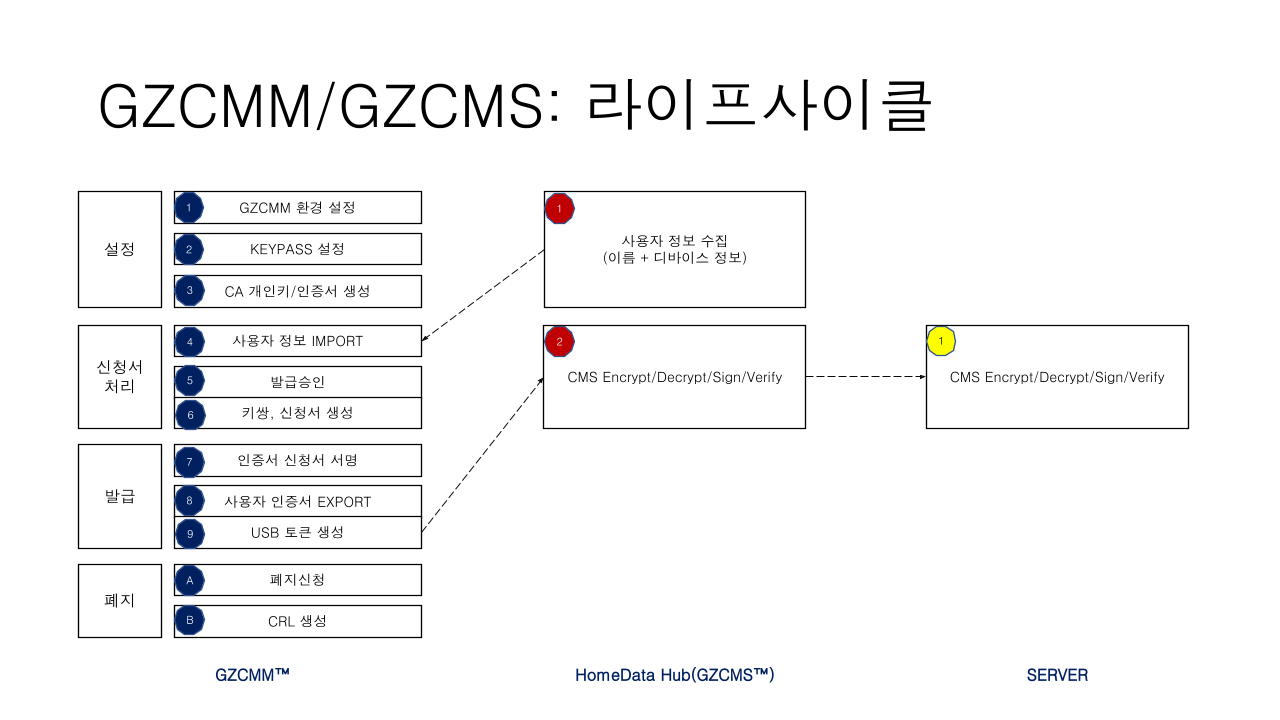 GZCMM/GZCMS: 라이프사이클
설정
1 GZCMM 환경 설정
2 KEYPASS 설정
3 CA 개인키/인증서 생성
신청서
처리
4 사용자 정보 IMPORT
5 발급승인
6 키쌍, 신청서 생성
발급
7 인증서 신청서 서명
8 사용자 인증서 EXPORT
9 USB 토큰 생성
폐지
A 폐지신청
B CRL 생성
GZCMM™
1
사용자 정보 수집
(이름 + 디바이스 정보)
2
CMS Encrypt/Decrypt/Sign/Verify
HomeData Hub(GZCMS™)
1
CMS Encrypt/Decrypt/Sign/Verify
SERVER